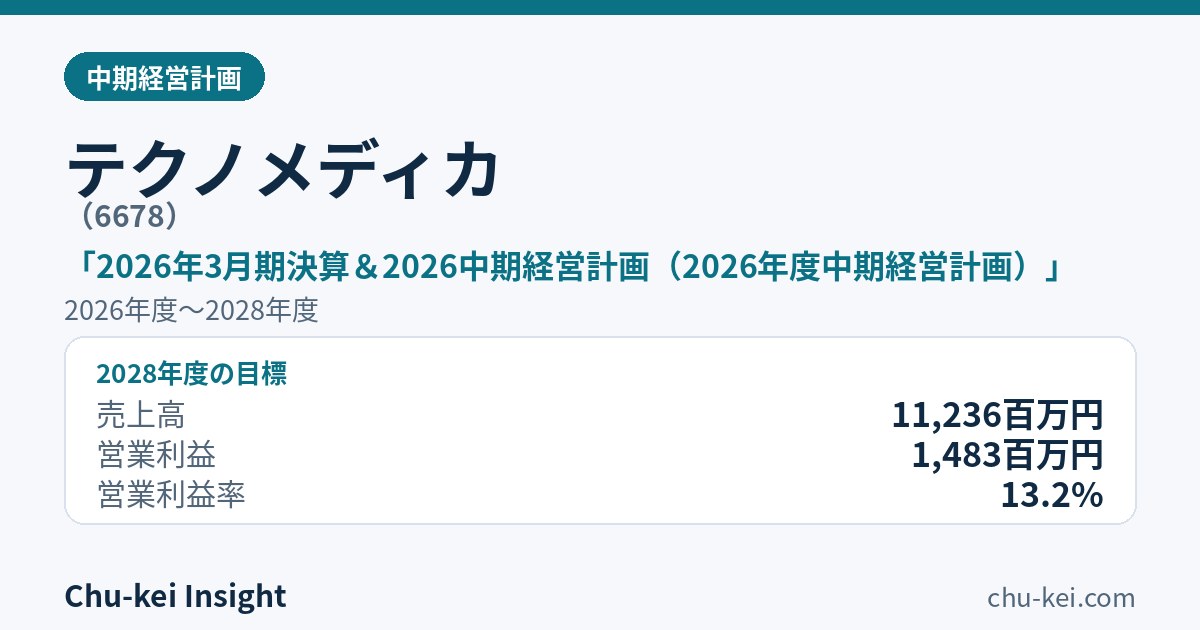 中期経営計画
テクノメディカ
（6678）
「2026年3月期決算＆2026中期経営計画（2026年度中期経営計画）」
2026年度〜2028年度
2028年度の目標
売上高 11,236百万円
営業利益 1,483百万円
営業利益率 13.2%
Chu-kei Insight chu-kei.com